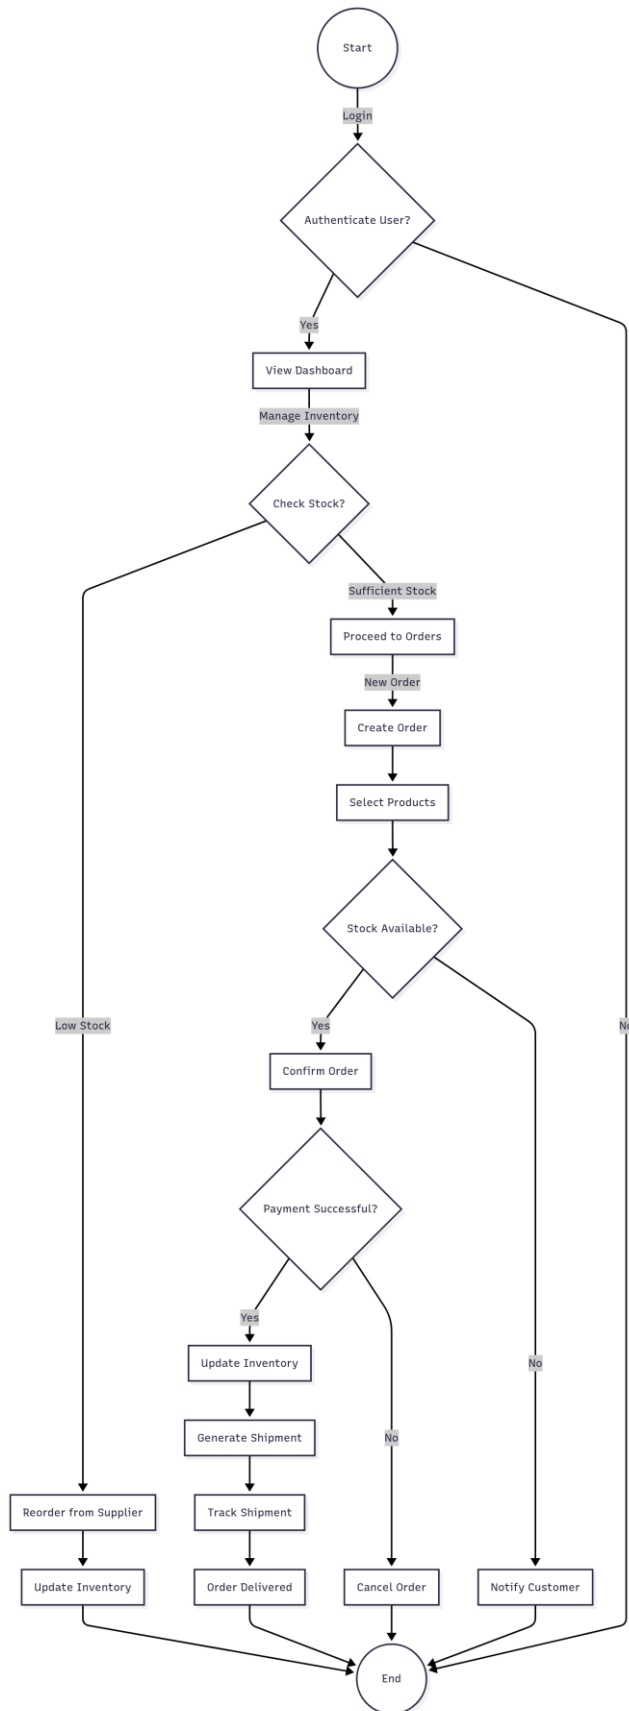 Start
Login
Authenticate User?
Yes
View Dashboard
Manage Inventory
Check Stock?
Sufficient Stock
Proceed to Orders
New Order
Create Order
Select Products
Stock Available?
Low Stock
Yes
No
Confirm Order
Payment Successful?
Yes
Update Inventory
No
Generate Shipment
No
Reorder from Supplier
Track Shipment
Update Inventory
Order Delivered
Cancel Order
Notify Customer
End